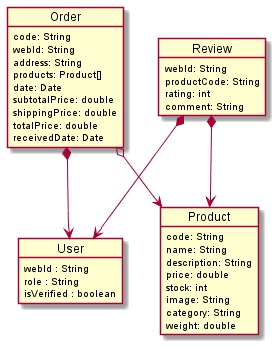 Order
code: String
webId: String
address: String
products: Product[]
date: Date
subtotalPrice: double
shippingPrice: double
totalPrice: double
receivedDate: Date
Review
webId: String
productCode: String
rating: int
comment: String
User
webId : String
role : String
isVerified : boolean
Product
code: String
name: String
description: String
price: double
stock: int
image: String
category: String
weight: double